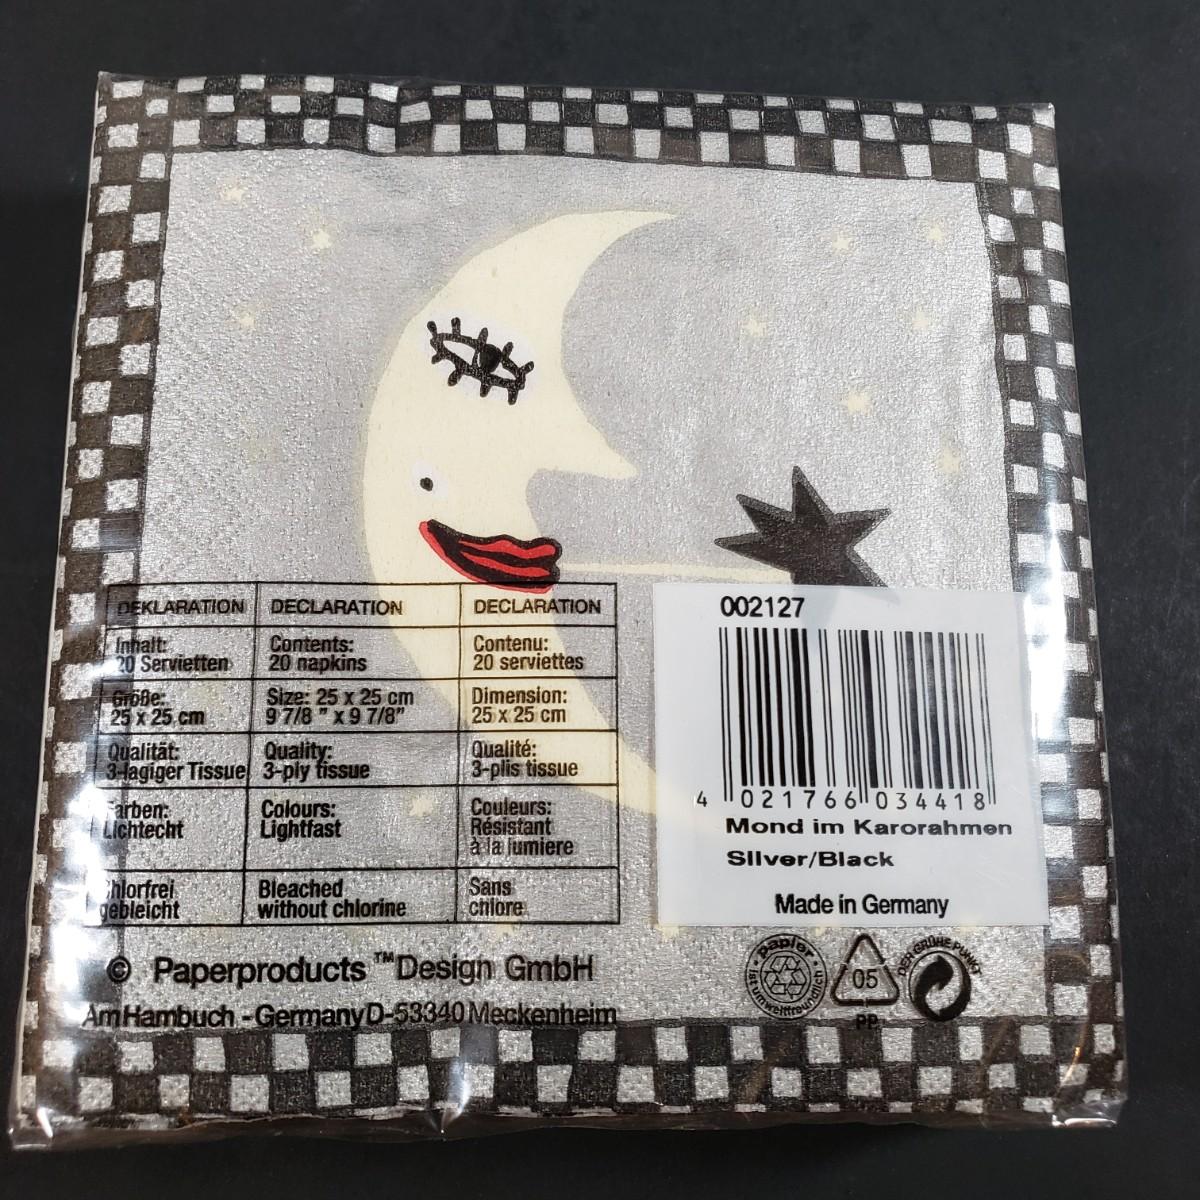 DEKLARATION DECLARATION DECLARATION
Inhalt: Contents: Contenu:
20 Servietten 20 napkins 20 serviettes
Größe: Size: 25 x 25 cm Dimension:
25 x 25 cm 9 7/8 " x 9 7/8" 25 x 25 cm
Qualität: Quality: Qualité:
3-lagiger Tissue 3-ply tissue 3-plis tissue
Farben: Colours: Couleurs:
Lichtecht Lightfast Résistant
à la lumiere
Chlorfrei Bleached Sans
gebleicht without chlorine chlore
© Paperproducts ™ Design GmbH
Am Hambuch - Germany D-53340 Meckenheim
002127
4 021766 034418
Mond im Karorahmen
Silver/Black
Made in Germany
papier
ist umweltfreundlich
05
PP
DER GRÜNE PUNKT